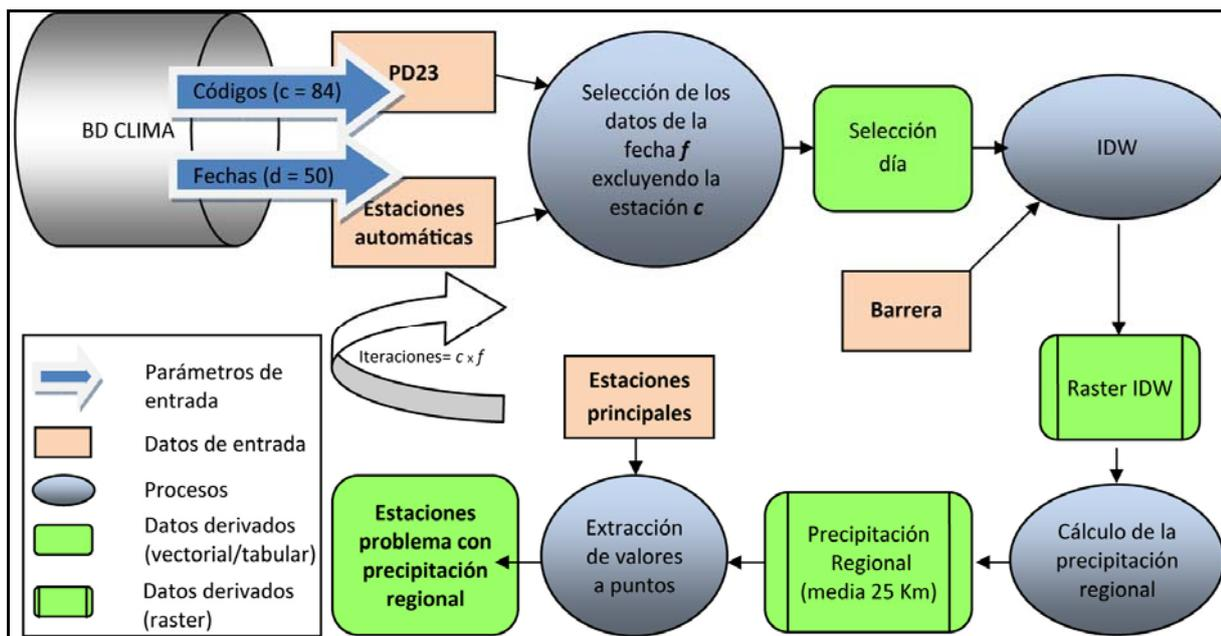 BD CLIMA
Códigos (c = 84)
Fechas (d = 50)
PD23
Estaciones
automáticas
Selección de los
datos de la
fecha f
excluyendo la
estación c
Selección
día
IDW
Barrera
Raster IDW
Cálculo de la
precipitación
regional
Precipitación
Regional
(media 25 Km)
Estaciones
principales
Extracción
de valores
a puntos
Estaciones
problema con
precipitación
regional
Iteraciones= c x f
Parámetros de
entrada
Datos de entrada
Procesos
Datos derivados
(vectorial/tabular)
Datos derivados
(raster)